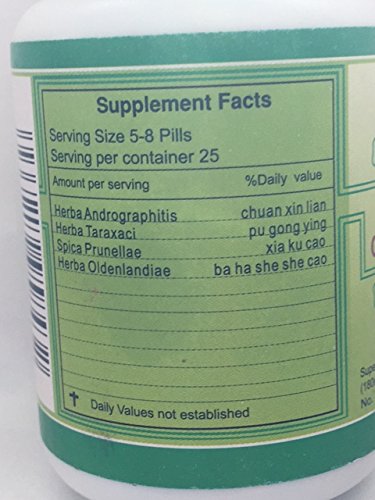 Supplement Facts
Serving Size 5-8 Pills
Serving per container 25
Amount per serving %Daily value
Herba Andrographitis chuan xin lian
Herba Taraxaci pu gong ying
Spica Prunellae xia ku cao
Herba Oldenlandiae ba ha she she cao
† Daily Values not established
(180
No.